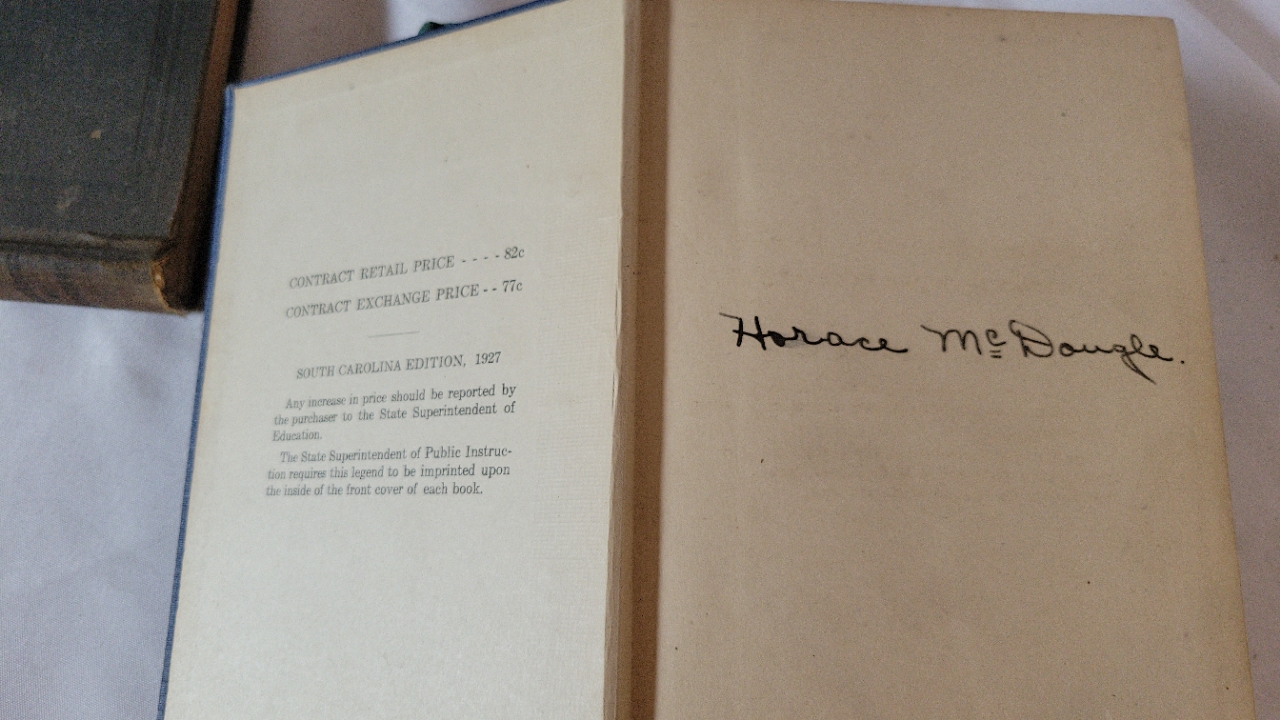 CONTRACT RETAIL PRICE - - - - 82c
CONTRACT EXCHANGE PRICE - - 77c
SOUTH CAROLINA EDITION, 1927
Any increase in price should be reported by
the purchaser to the State Superintendent of
Education.
The State Superintendent of Public Instruc-
tion requires this legend to be imprinted upon
the inside of the front cover of each book.
Horace McDougle.